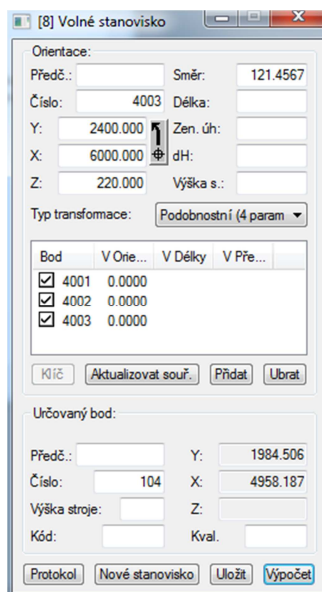 [8] Volné stanovisko
Orientace:
Předč.: Směr: 121.4567
Číslo: 4003 Délka:
Y: 2400.000 Zen. úh:
X: 6000.000 dH:
Z: 220.000 Výška s.:
Typ transformace: Podobnostní (4 param
Bod V Orie... V Délky V Pře...
4001 0.0000
4002 0.0000
4003 0.0000
Klíč Aktualizovat souř. Přidat Ubrat
Určovaný bod:
Předč.: Y: 1984.506
Číslo: 104 X: 4958.187
Výška stroje: Z:
Kód: Kval.
Protokol Nové stanovisko Uložit Výpočet